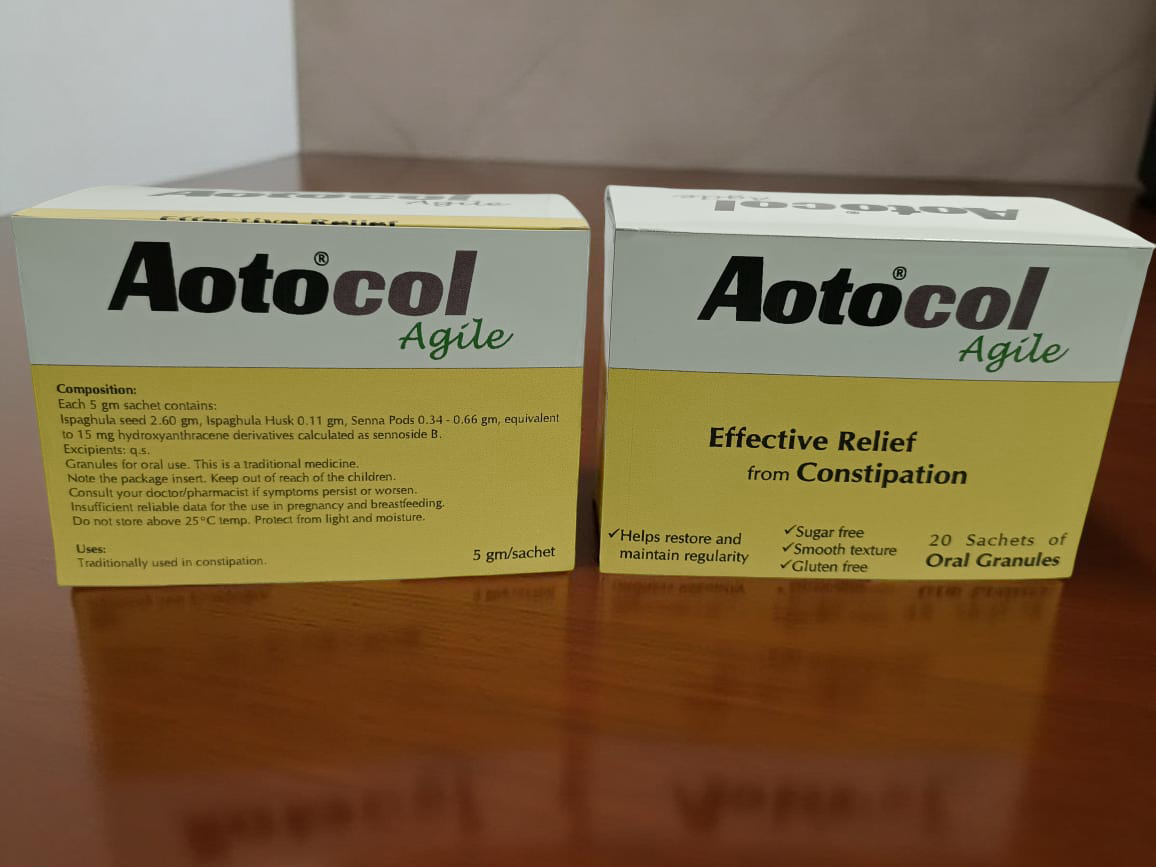 Aotocol
Agile
Effective Relief
Aotocol®
Agile
Composition:
Each 5 gm sachet contains:
Ispaghula seed 2.60 gm, Ispaghula Husk 0.11 gm, Senna Pods 0.34 - 0.66 gm, equivalent
to 15 mg hydroxyanthracene derivatives calculated as sennoside B.
Excipients: q.s.
Granules for oral use. This is a traditional medicine.
Note the package insert. Keep out of reach of the children.
Consult your doctor/pharmacist if symptoms persist or worsen.
Insufficient reliable data for the use in pregnancy and breastfeeding.
Do not store above 25°C temp. Protect from light and moisture.
Uses:
Traditionally used in constipation.
5 gm/sachet
Aotocol®
Agile
Aotocol®
Agile
Effective Relief
from Constipation
✓Helps restore and
maintain regularity
✓Sugar free
✓Smooth texture
✓Gluten free
20 Sachets of
Oral Granules